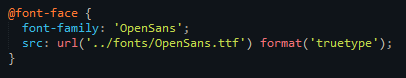 @font-face {
  font-family: 'OpenSans';
  src: url('../fonts/OpenSans.ttf') format('truetype');
}